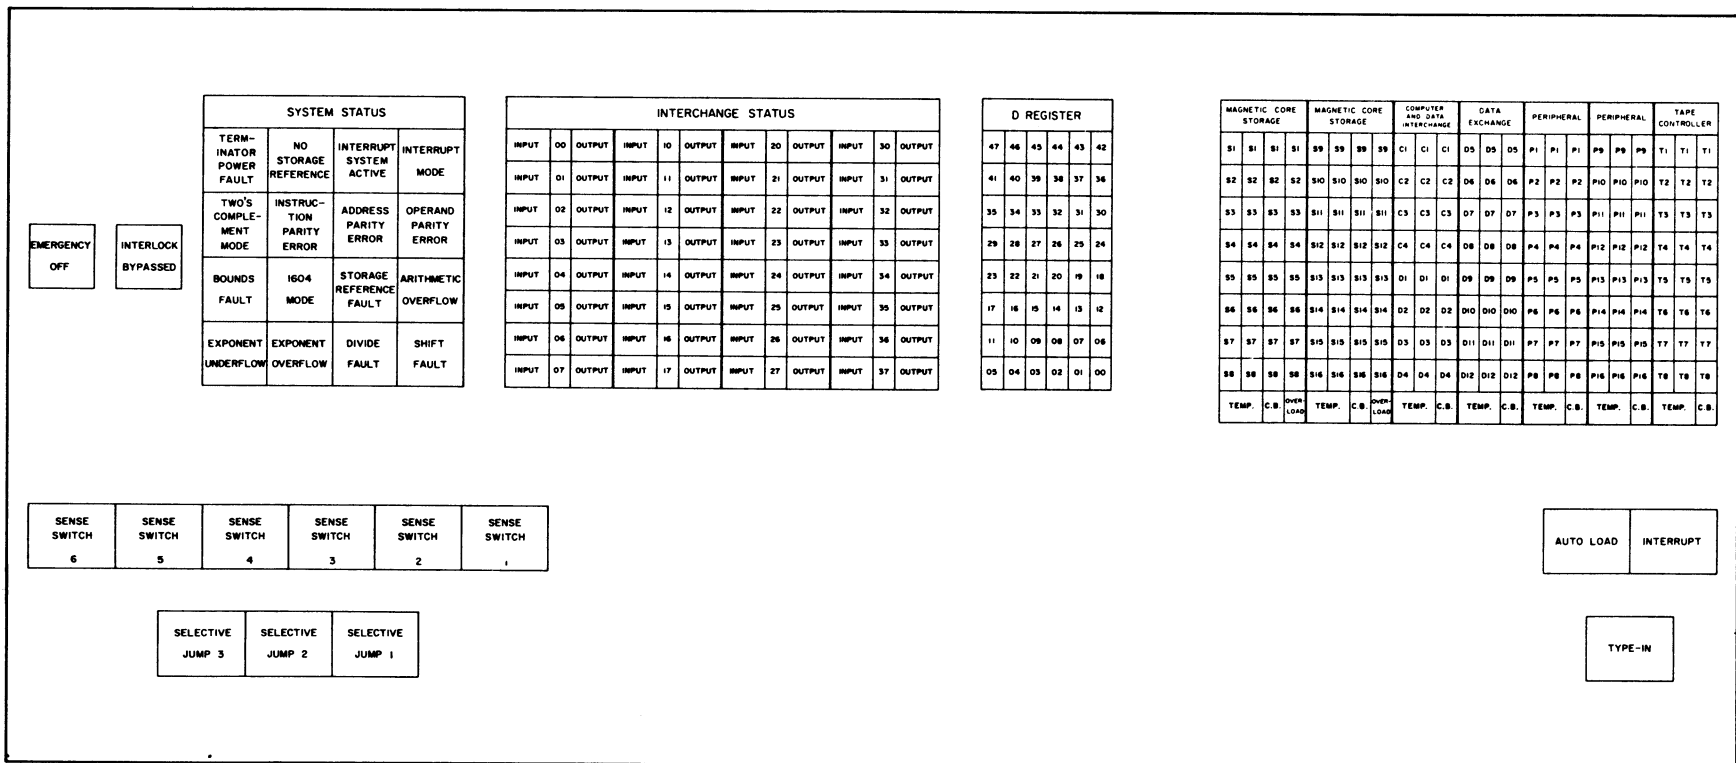 SYSTEM STATUS
TERM-
INATOR
POWER
FAULT
NO
STORAGE
REFERENCE
INTERRUPT
SYSTEM
ACTIVE
INTERRUPT
MODE
TWO'S
COMPLE-
MENT
MODE
INSTRUC-
TION
PARITY
ERROR
ADDRESS
PARITY
ERROR
OPERAND
PARITY
ERROR
BOUNDS
FAULT
1604
MODE
STORAGE
REFERENCE
FAULT
ARITHMETIC
OVERFLOW
EXPONENT
UNDERFLOW
EXPONENT
OVERFLOW
DIVIDE
FAULT
SHIFT
FAULT
EMERGENCY
OFF
INTERLOCK
BYPASSED
INTERCHANGE STATUS
INPUT 00 OUTPUT INPUT 10 OUTPUT INPUT 20 OUTPUT INPUT 30 OUTPUT
INPUT 01 OUTPUT INPUT 11 OUTPUT INPUT 21 OUTPUT INPUT 31 OUTPUT
INPUT 02 OUTPUT INPUT 12 OUTPUT INPUT 22 OUTPUT INPUT 32 OUTPUT
INPUT 03 OUTPUT INPUT 13 OUTPUT INPUT 23 OUTPUT INPUT 33 OUTPUT
INPUT 04 OUTPUT INPUT 14 OUTPUT INPUT 24 OUTPUT INPUT 34 OUTPUT
INPUT 05 OUTPUT INPUT 15 OUTPUT INPUT 25 OUTPUT INPUT 35 OUTPUT
INPUT 06 OUTPUT INPUT 16 OUTPUT INPUT 26 OUTPUT INPUT 36 OUTPUT
INPUT 07 OUTPUT INPUT 17 OUTPUT INPUT 27 OUTPUT INPUT 37 OUTPUT
D REGISTER
47 46 45 44 43 42
41 40 39 38 37 36
35 34 33 32 31 30
29 28 27 26 25 24
23 22 21 20 19 18
17 16 15 14 13 12
11 10 09 08 07 06
05 04 03 02 01 00
MAGNETIC CORE
STORAGE
MAGNETIC CORE
STORAGE
COMPUTER
AND DATA
INTERCHANGE
DATA
EXCHANGE
PERIPHERAL
PERIPHERAL
TAPE
CONTROLLER
S1 S1 S1 S1 S9 S9 S9 S9 C1 C1 C1 D5 D5 D5 P1 P1 P1 P9 P9 P9 T1 T1 T1
S2 S2 S2 S2 S10 S10 S10 S10 C2 C2 C2 D6 D6 D6 P2 P2 P2 P10 P10 P10 T2 T2 T2
S3 S3 S3 S3 S11 S11 S11 S11 C3 C3 C3 D7 D7 D7 P3 P3 P3 P11 P11 P11 T3 T3 T3
S4 S4 S4 S4 S12 S12 S12 S12 C4 C4 C4 D8 D8 D8 P4 P4 P4 P12 P12 P12 T4 T4 T4
S5 S5 S5 S5 S13 S13 S13 S13 D1 D1 D1 D9 D9 D9 P5 P5 P5 P13 P13 P13 T5 T5 T5
S6 S6 S6 S6 S14 S14 S14 S14 D2 D2 D2 D10 D10 D10 P6 P6 P6 P14 P14 P14 T6 T6 T6
S7 S7 S7 S7 S15 S15 S15 S15 D3 D3 D3 D11 D11 D11 P7 P7 P7 P15 P15 P15 T7 T7 T7
S8 S8 S8 S8 S16 S16 S16 S16 D4 D4 D4 D12 D12 D12 P8 P8 P8 P16 P16 P16 T8 T8 T8
TEMP. C.B. OVER-
LOAD
TEMP. C.B. OVER-
LOAD
TEMP. C.B. TEMP. C.B. TEMP. C.B. TEMP. C.B. TEMP. C.B.
SENSE
SWITCH
6
SENSE
SWITCH
5
SENSE
SWITCH
4
SENSE
SWITCH
3
SENSE
SWITCH
2
SENSE
SWITCH
1
AUTO LOAD
INTERRUPT
SELECTIVE
JUMP 3
SELECTIVE
JUMP 2
SELECTIVE
JUMP 1
TYPE-IN